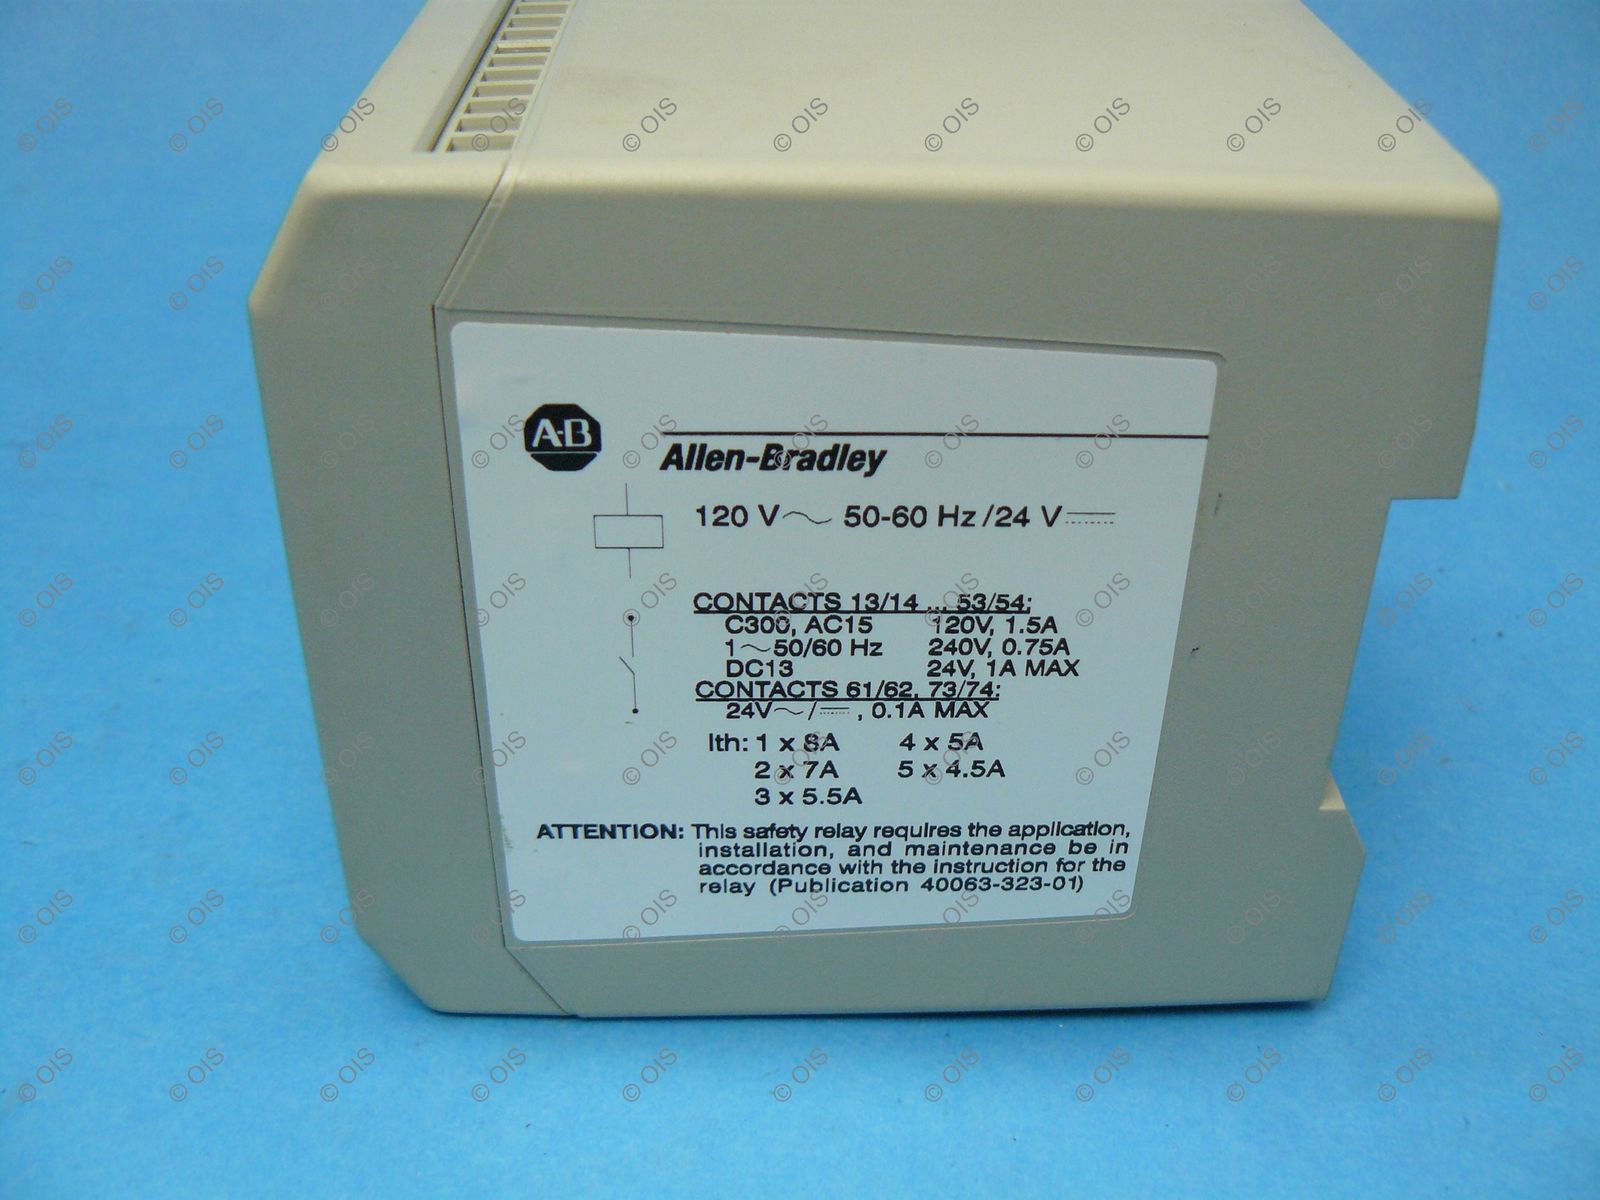 A-B
Allen-Bradley
120 V~ 50-60 Hz/24 V⎓
CONTACTS 13/14 ... 53/54:
C300, AC15 120V, 1.5A
1~50/60 Hz 240V, 0.75A
DC13 24V, 1A MAX
CONTACTS 61/62, 73/74:
24V~/⎓, 0.1A MAX
Ith: 1 x 8A 4 x 5A
2 x 7A 5 x 4.5A
3 x 5.5A
ATTENTION: This safety relay requires the application,
installation, and maintenance be in
accordance with the instruction for the
relay (Publication 40063-323-01)
© OIS